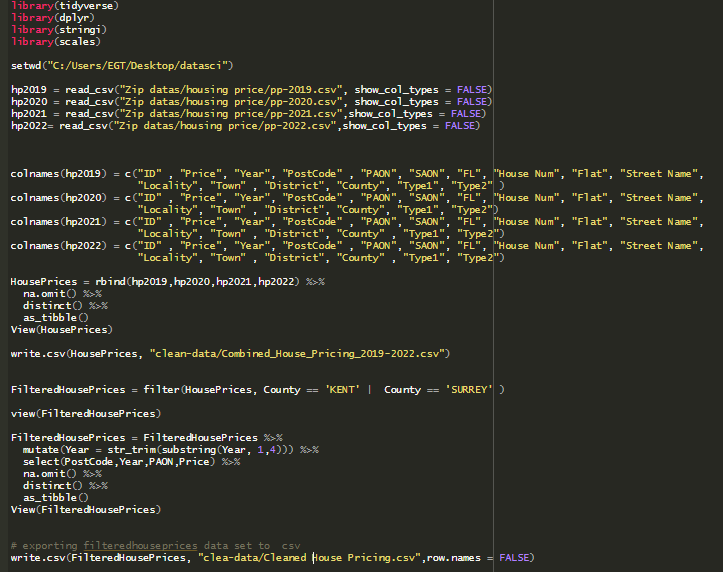 library(tidyverse)
library(dplyr)
library(stringi)
library(scales)
setwd("C:/Users/EGT/Desktop/datasci")
hp2019 = read_csv("Zip datas/housing price/pp-2019.csv", show_col_types = FALSE)
hp2020 = read_csv("Zip datas/housing price/pp-2020.csv", show_col_types = FALSE)
hp2021 = read_csv("Zip datas/housing price/pp-2021.csv",show_col_types = FALSE)
hp2022= read_csv("Zip datas/housing price/pp-2022.csv",show_col_types = FALSE)
colnames(hp2019) = c("ID" , "Price", "Year", "PostCode" , "PAON", "SAON", "FL", "House Num", "Flat", "Street Name",
"Locality", "Town" , "District", "County", "Type1", "Type2" )
colnames(hp2020) = c("ID" , "Price", "Year", "PostCode" , "PAON", "SAON", "FL", "House Num", "Flat", "Street Name",
"Locality", "Town" , "District", "County", "Type1", "Type2")
colnames(hp2021) = c("ID" , "Price", "Year", "PostCode" , "PAON", "SAON", "FL", "House Num", "Flat", "Street Name",
"Locality", "Town" , "District", "County" , "Type1", "Type2")
colnames(hp2022) = c("ID" , "Price", "Year", "PostCode" , "PAON", "SAON", "FL", "House Num", "Flat", "Street Name",
"Locality", "Town" , "District", "County" , "Type1", "Type2")
HousePrices = rbind(hp2019,hp2020,hp2021,hp2022) %>%
na.omit() %>%
distinct() %>%
as_tibble()
View(HousePrices)
write.csv(HousePrices, "clean-data/Combined_House_Pricing_2019-2022.csv")
FilteredHousePrices = filter(HousePrices, County == 'KENT' | County == 'SURREY' )
view(FilteredHousePrices)
FilteredHousePrices = FilteredHousePrices %>%
mutate(Year = str_trim(substring(Year, 1,4))) %>%
select(PostCode,Year,PAON,Price) %>%
na.omit() %>%
distinct() %>%
as_tibble()
View(FilteredHousePrices)
# exporting filteredhouseprices data set to  csv
write.csv(FilteredHousePrices, "clea-data/Cleaned House Pricing.csv",row.names = FALSE)